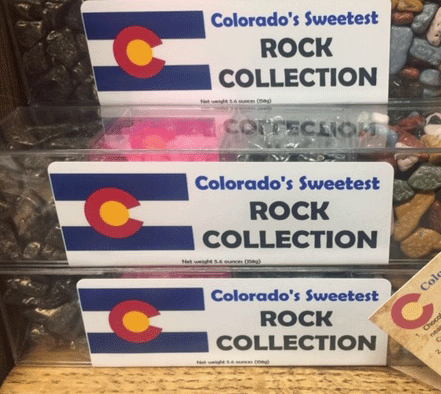 Colorado's Sweetest
ROCK
COLLECTION
Net weight 5.6 ounces (158g)
COLLECTION
Colorado's Sweetest
ROCK
COLLECTION
Net weight 5.6 ounces (158g)
Colorado's Sweetest
ROCK
COLLECTION
Net weight 5.6 ounces (158g)